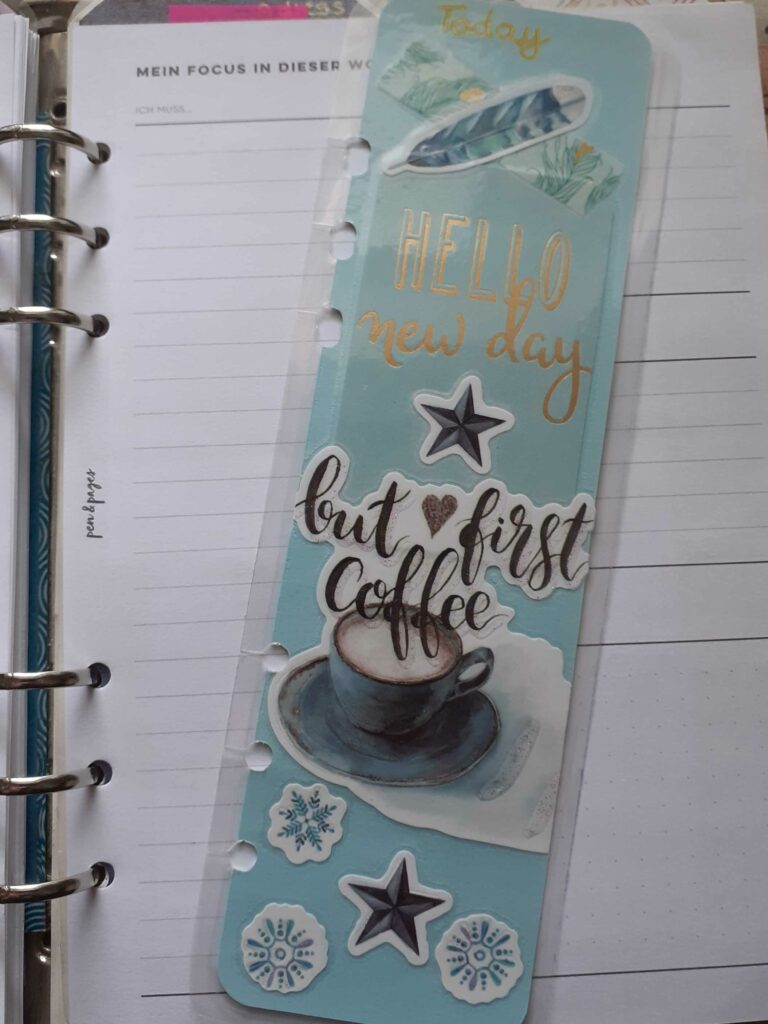 Today
MEIN FOCUS IN DIESER WO
ICH MUSS...
HELLO
new day
but first
coffee
pen & pages